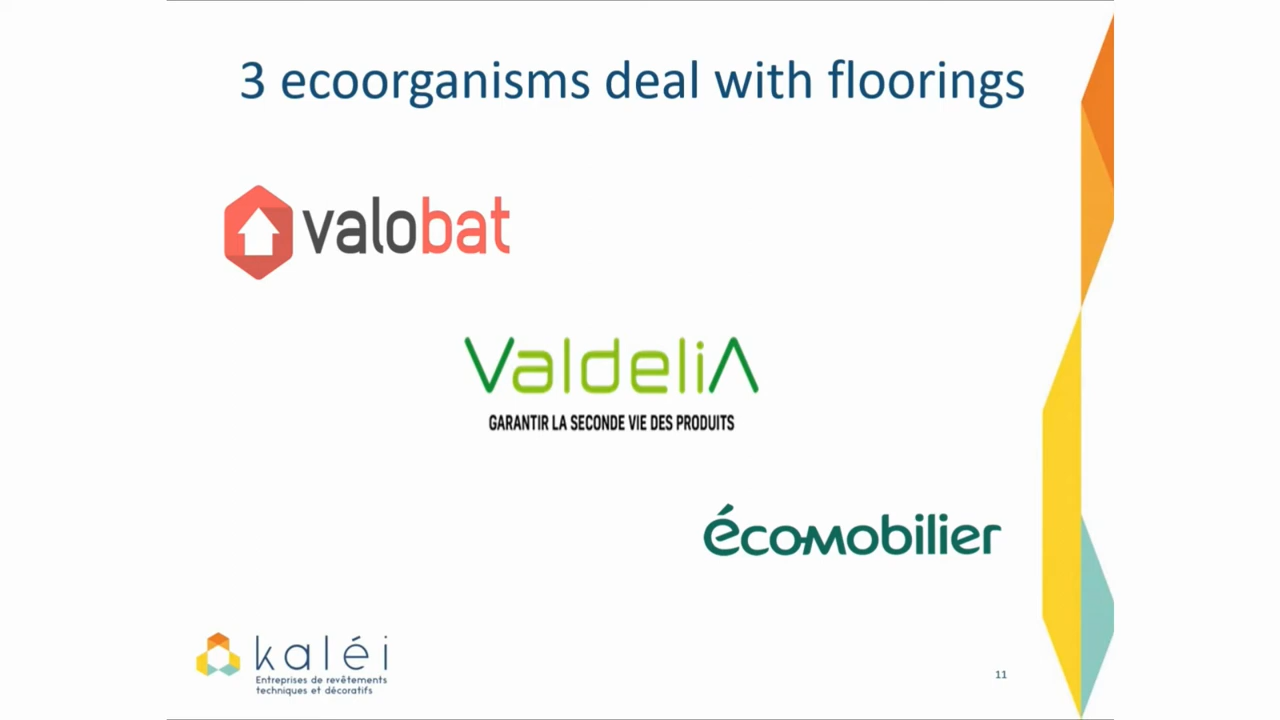 3 ecoorganisms deal with floorings
valobat
ValdeliA
GARANTIR LA SECONDE VIE DES PRODUITS
écomobilier
kaléi
Entreprises de revêtements
techniques et décoratifs
11